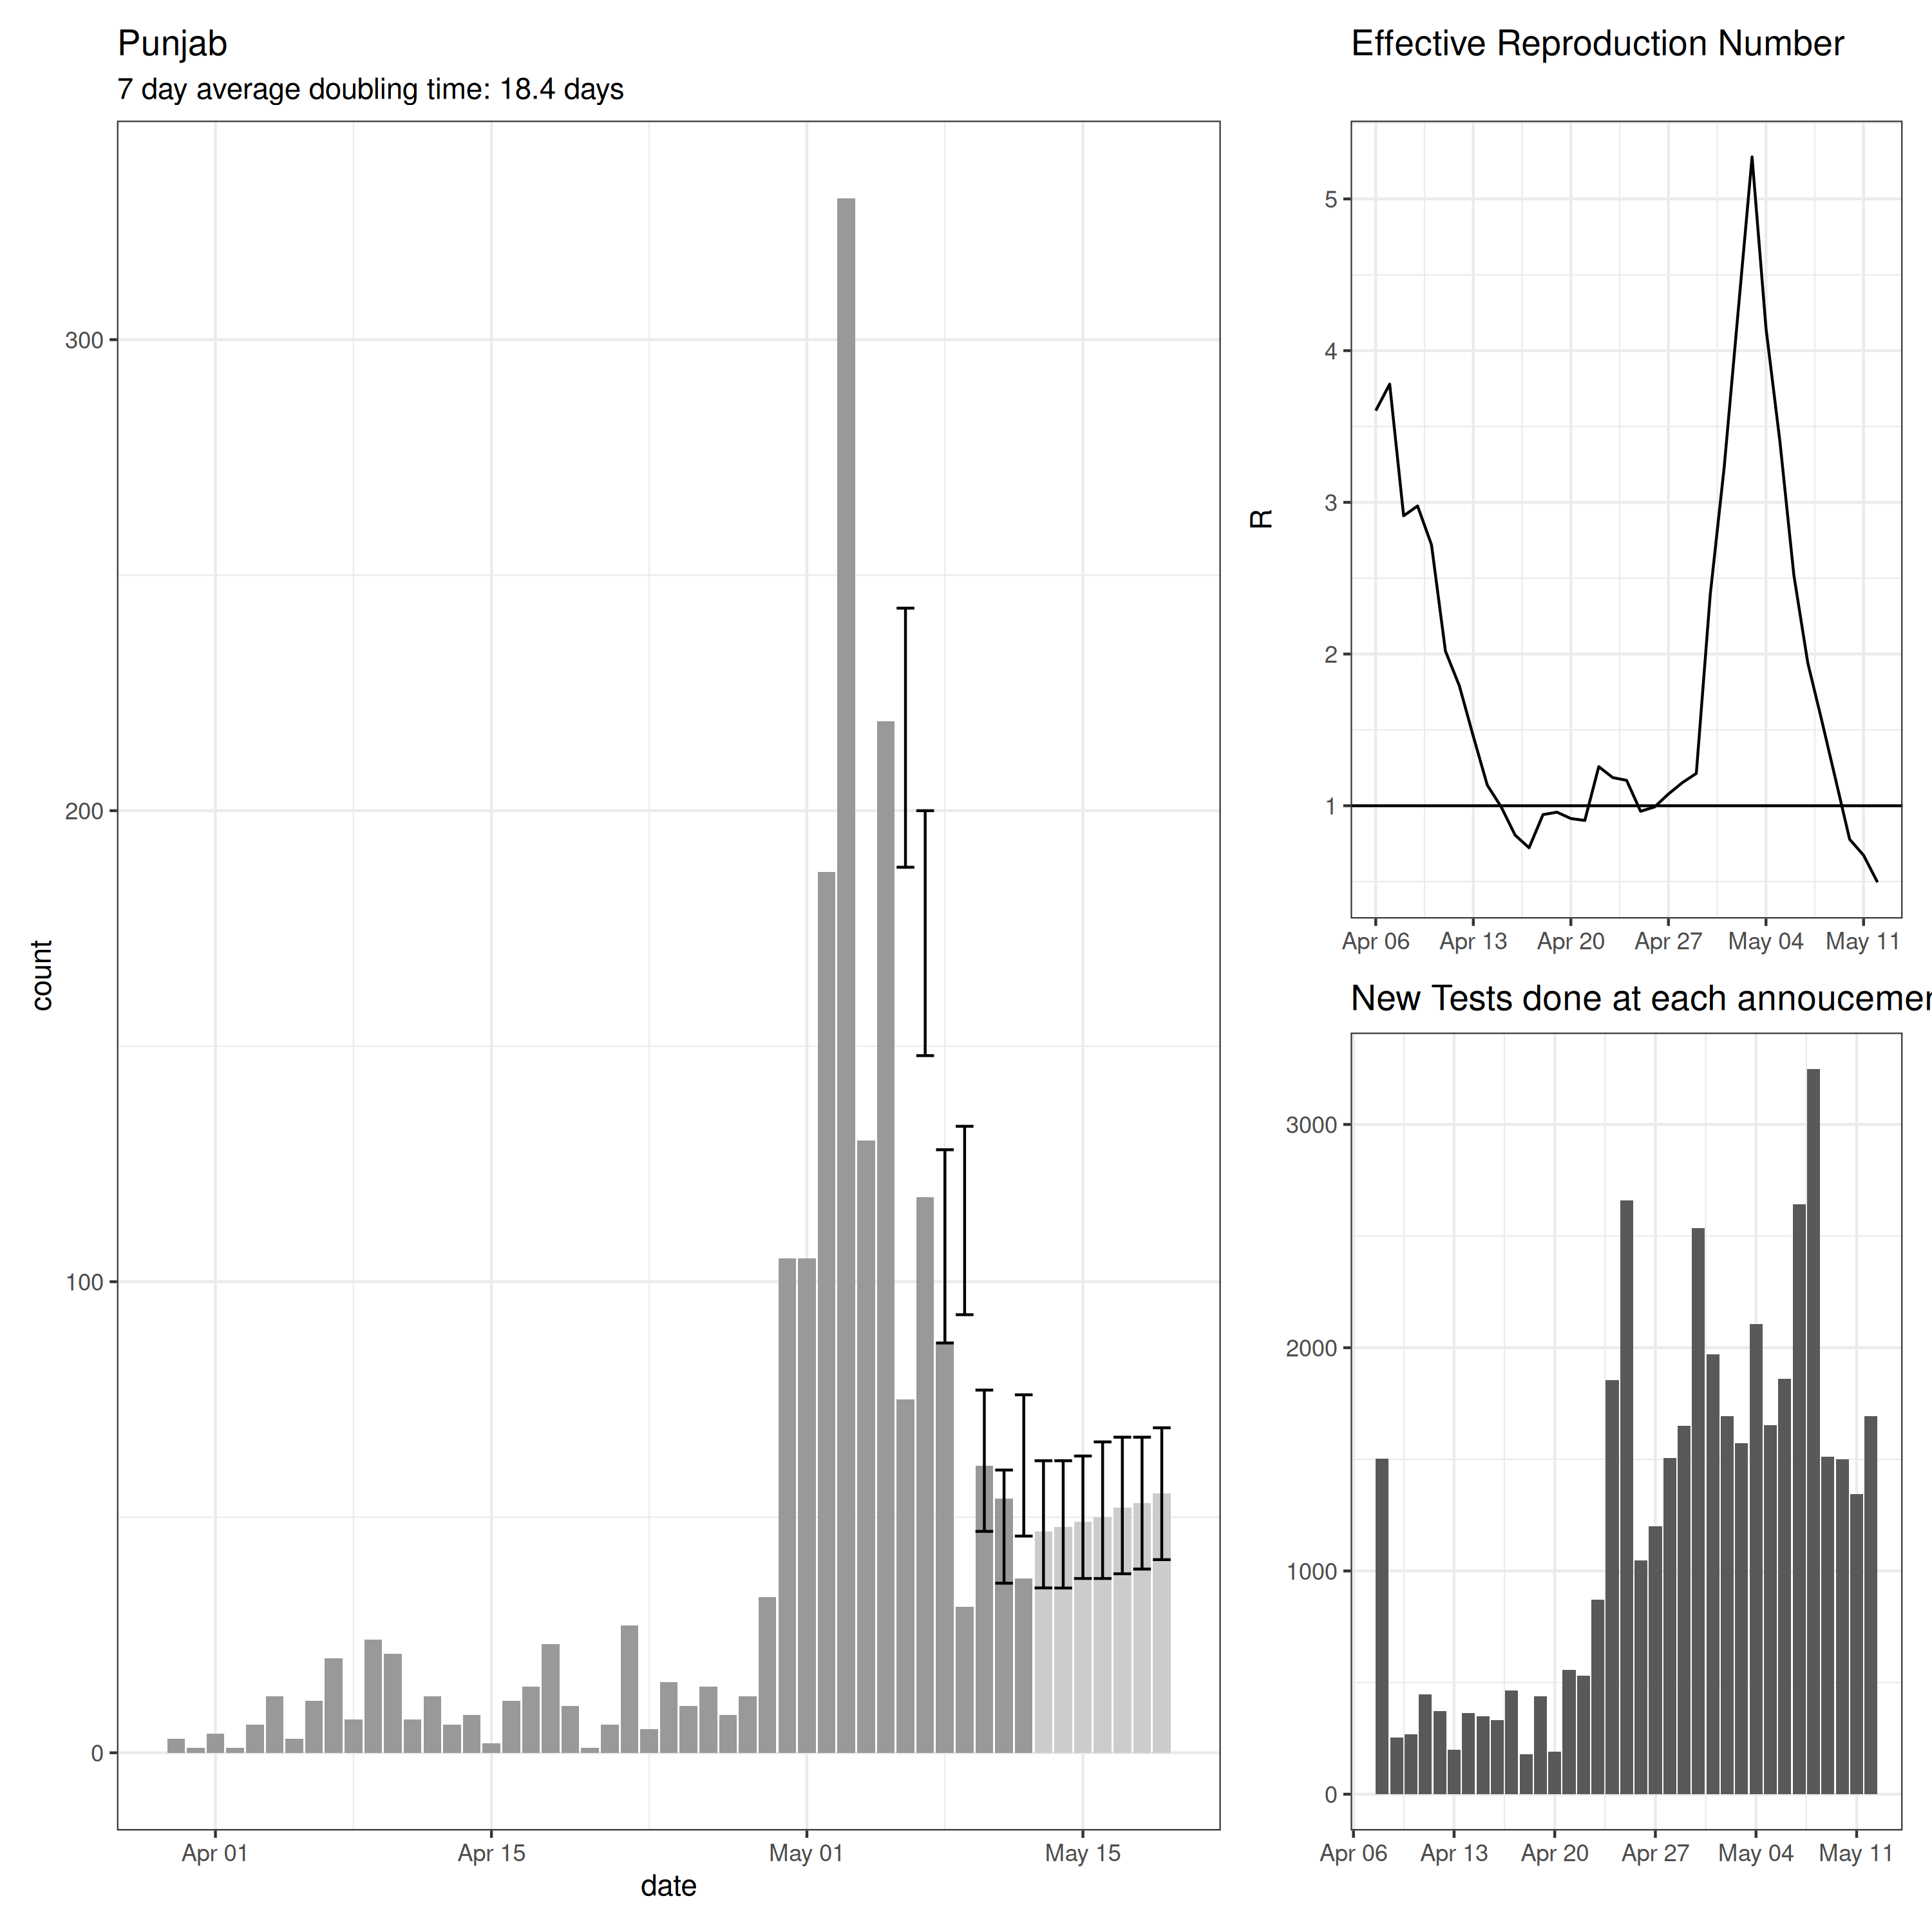 Punjab
7 day average doubling time: 18.4 days
count
300
200
100
0
Apr 01 Apr 15 May 01 May 15
date
Effective Reproduction Number
R
5
4
3
2
1
Apr 06 Apr 13 Apr 20 Apr 27 May 04 May 11
New Tests done at each annoucemen
3000
2000
1000
0
Apr 06 Apr 13 Apr 20 Apr 27 May 04 May 11